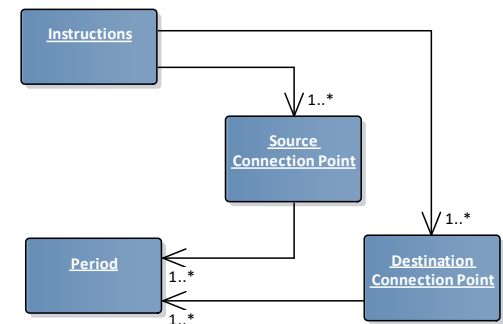 Instructions
1..*
Source
Connection Point
1..*
Period
Destination
Connection Point
1..*
1..*